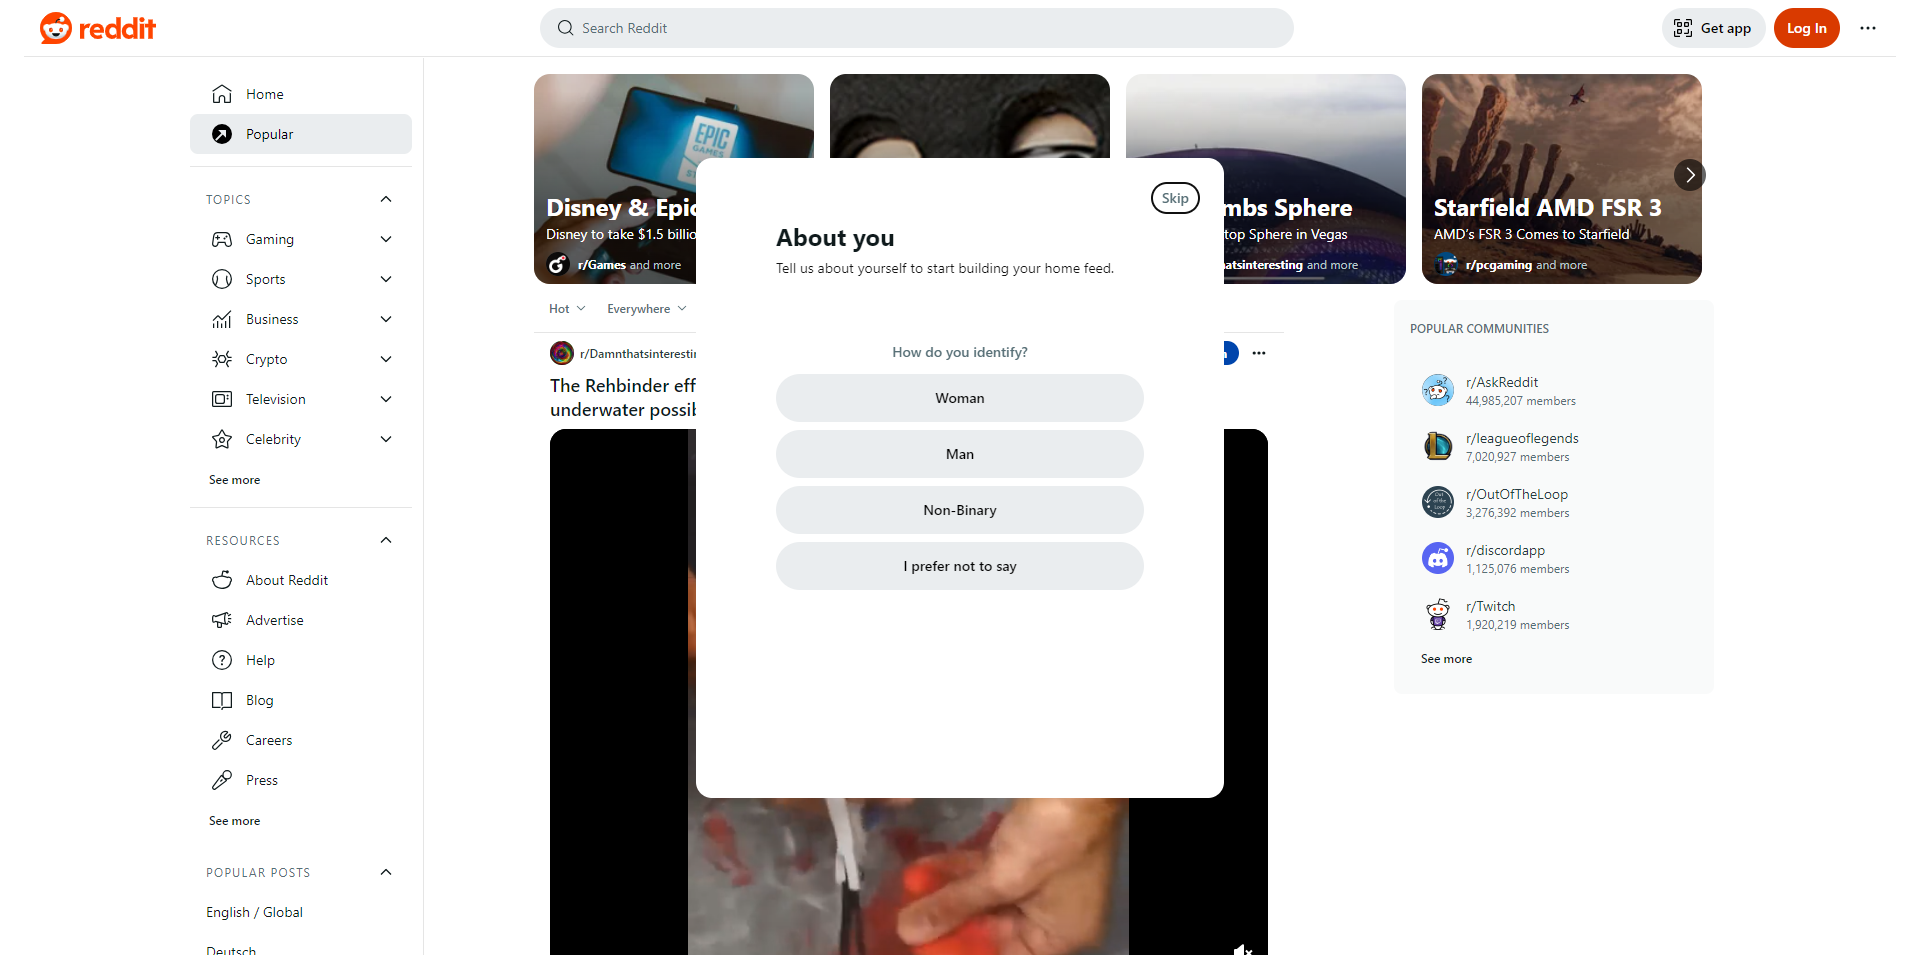 reddit
Search Reddit
Get app
Log In
Home
Popular
TOPICS
Gaming
Sports
Business
Crypto
Television
Celebrity
See more
RESOURCES
About Reddit
Advertise
Help
Blog
Careers
Press
See more
POPULAR POSTS
English / Global
Deutsch
EPIC
GAMES
Disney & Epic
Disney to take $1.5 billio
r/Games and more
mbs Sphere
top Sphere in Vegas
atsinteresting and more
Starfield AMD FSR 3
AMD's FSR 3 Comes to Starfield
r/pcgaming and more
Hot
Everywhere
r/Damnthatsinterestin
The Rehbinder eff
underwater possib
Skip
About you
Tell us about yourself to start building your home feed.
How do you identify?
Woman
Man
Non-Binary
I prefer not to say
POPULAR COMMUNITIES
r/AskReddit
44,985,207 members
r/leagueoflegends
7,020,927 members
r/OutOfTheLoop
3,276,392 members
r/discordapp
1,125,076 members
r/Twitch
1,920,219 members
See more